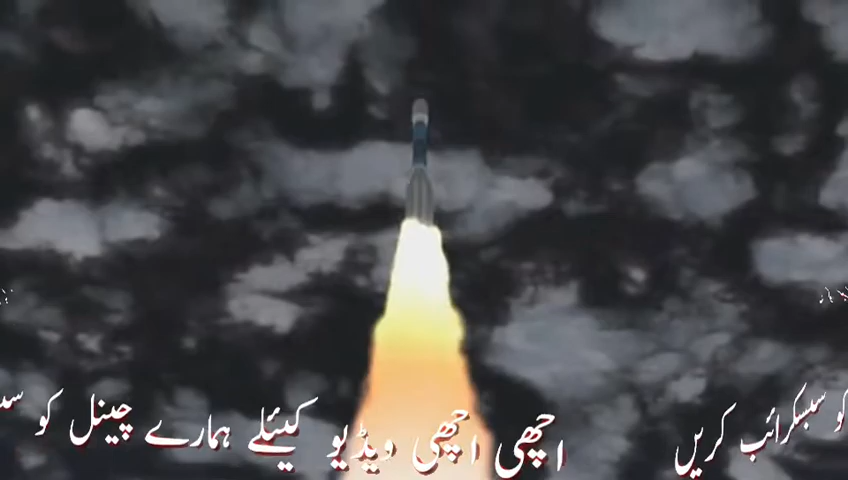 اچھی اچھی ویڈیو کیئلے ہمارے چینل کو
کو سبسکرائب کریں